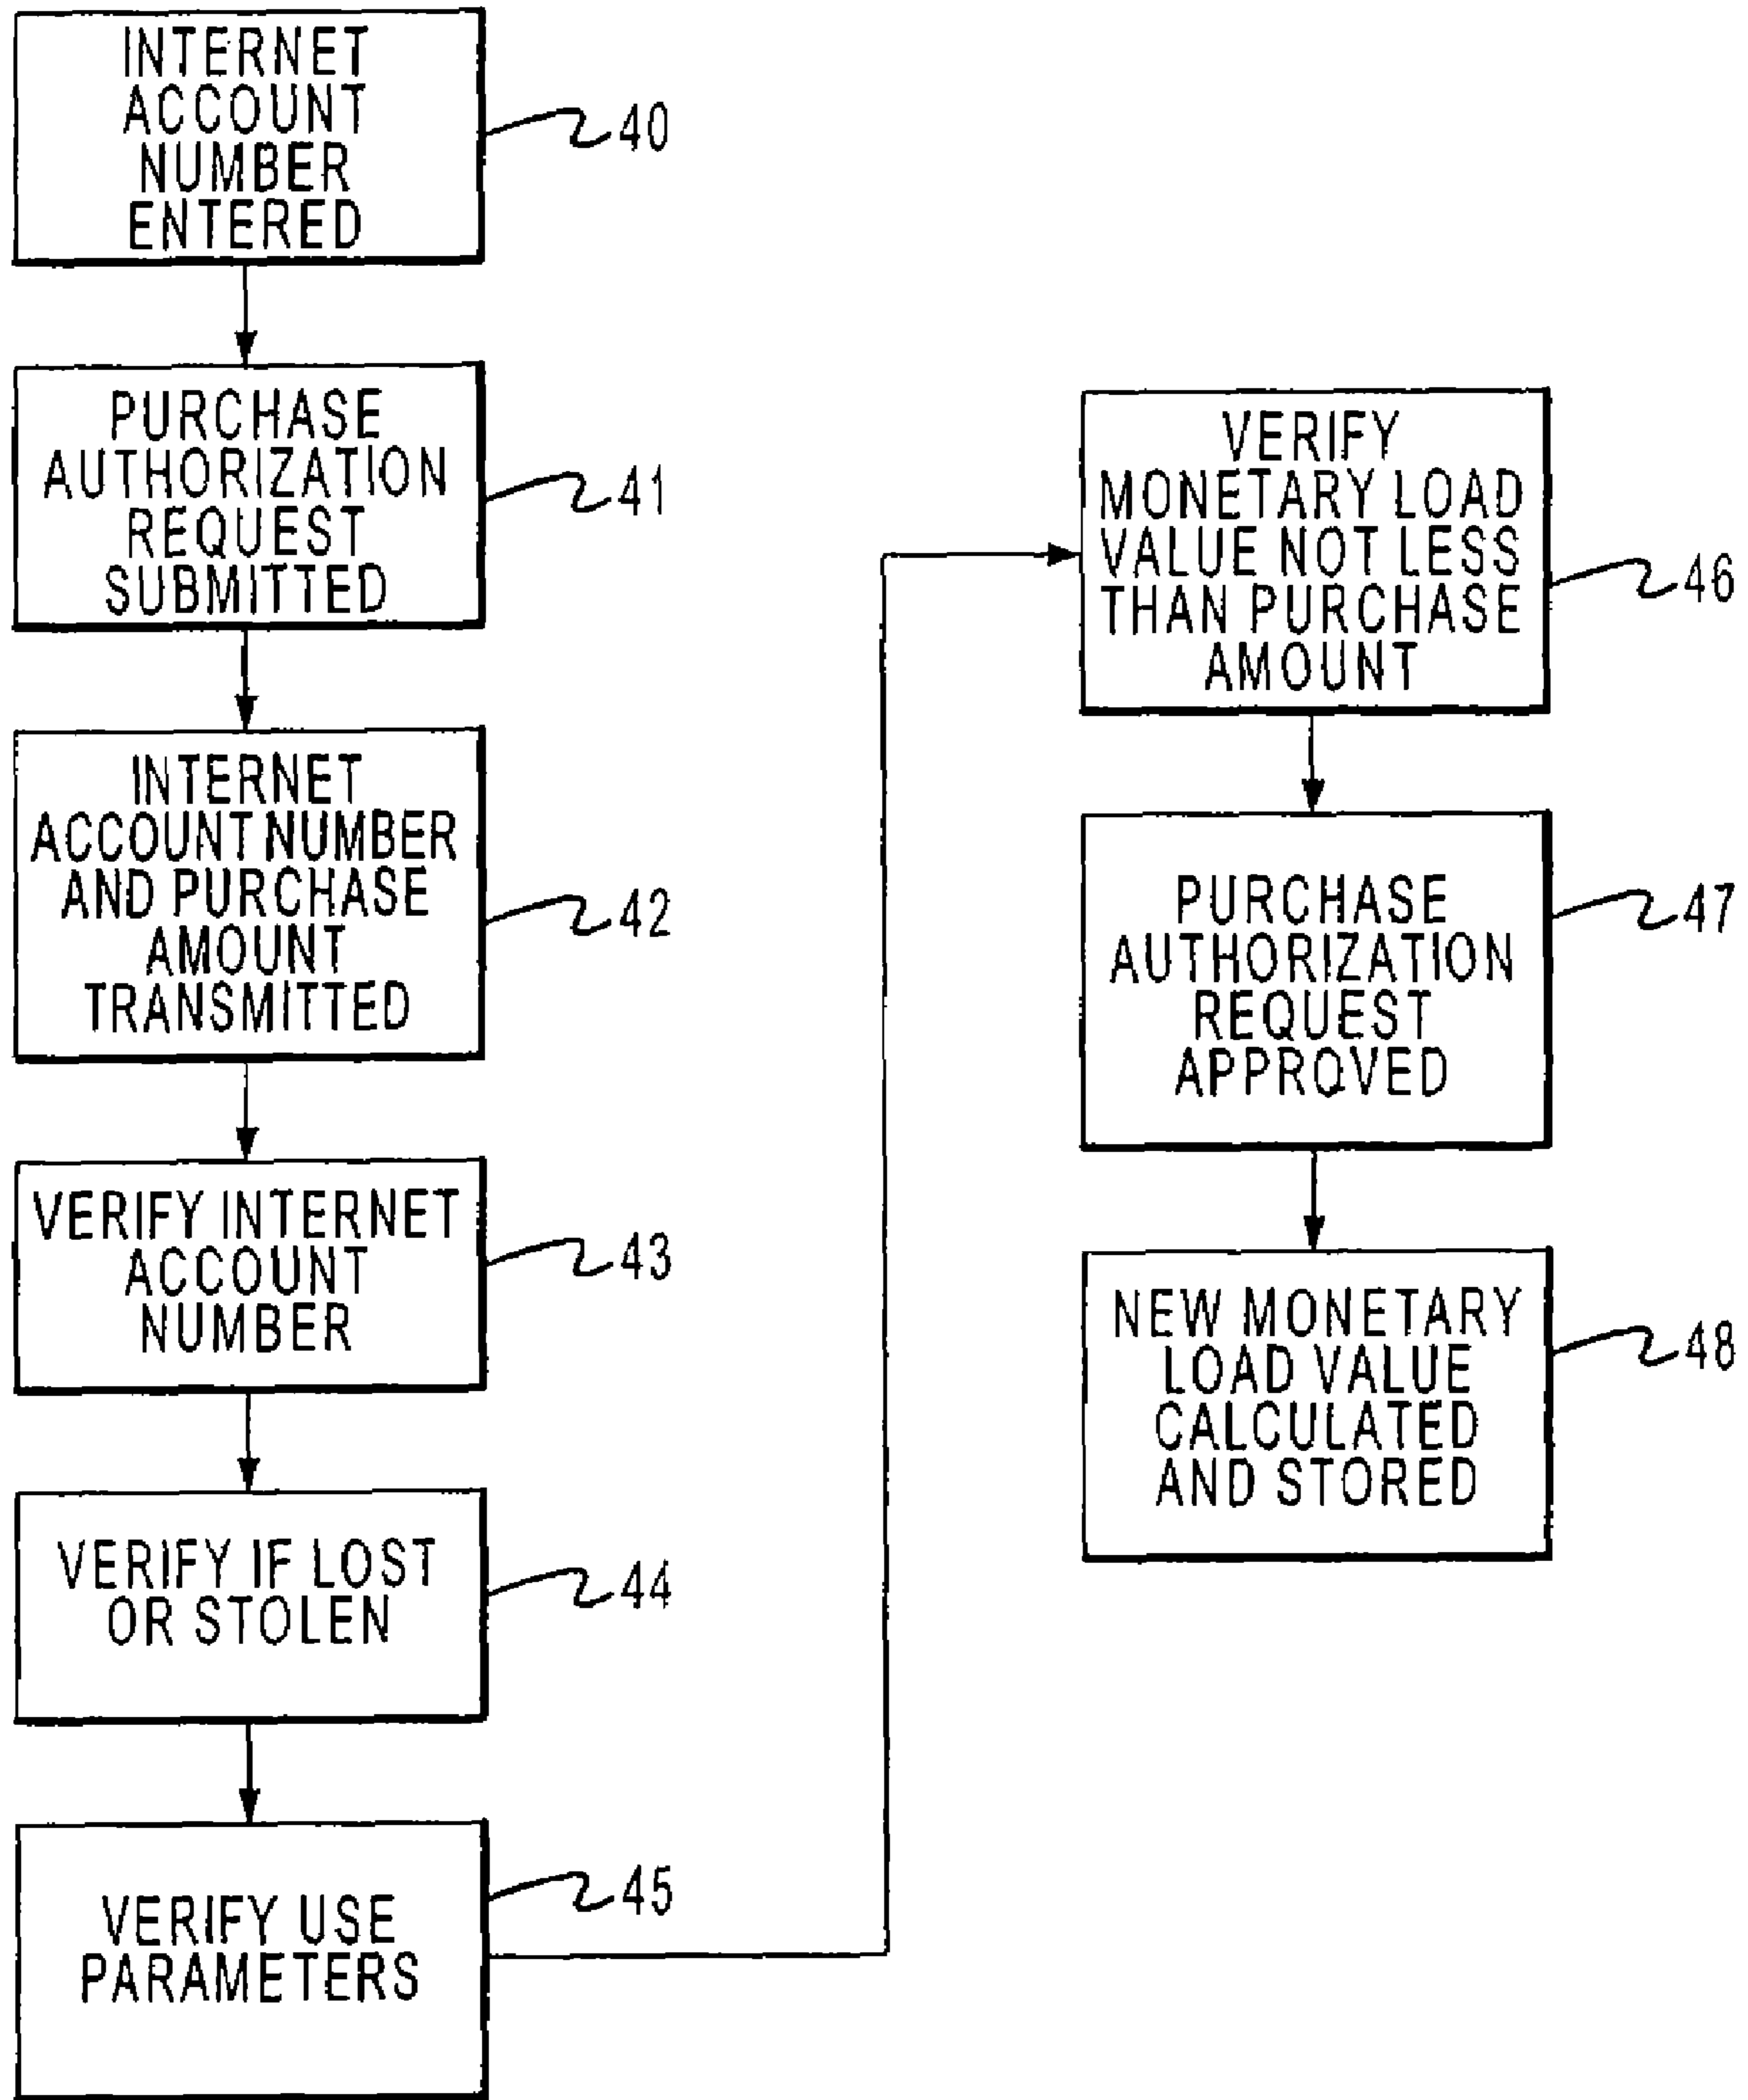 INTERNET
ACCOUNT
NUMBER
ENTERED
40
PURCHASE
AUTHORIZATION
REQUEST
SUBMITTED
41
INTERNET
ACCOUNT NUMBER
AND PURCHASE
AMOUNT
TRANSMITTED
42
VERIFY INTERNET
ACCOUNT
NUMBER
43
VERIFY IF LOST
OR STOLEN
44
VERIFY USE
PARAMETERS
45
VERIFY
MONETARY LOAD
VALUE NOT LESS
THAN PURCHASE
AMOUNT
46
PURCHASE
AUTHORIZATION
REQUEST
APPROVED
47
NEW MONETARY
LOAD VALUE
CALCULATED
AND STORED
48